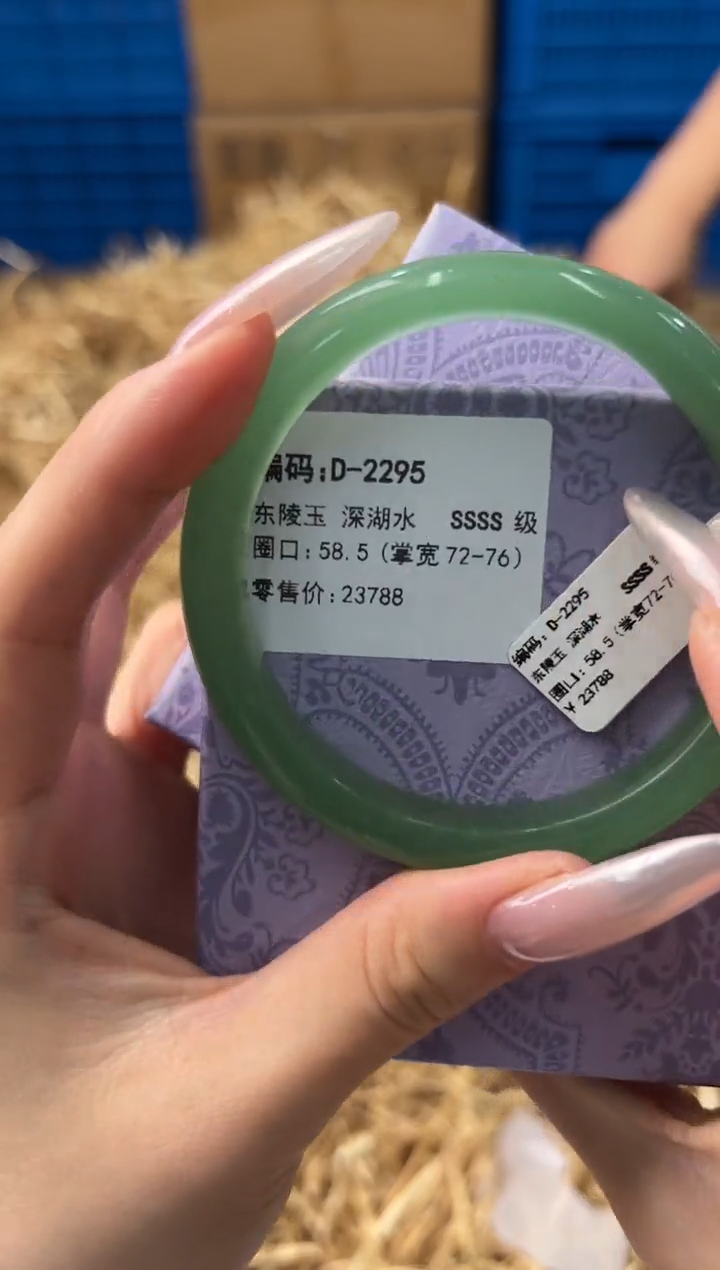 编码:D-2295
东陵玉 深湖水 SSSS 级
圈口:58.5(掌宽72-76)
零售价:23788
编码: D-2295
东陵玉 深湖水 SSSS
圈口: 58.5(掌宽72-7
￥ 23788